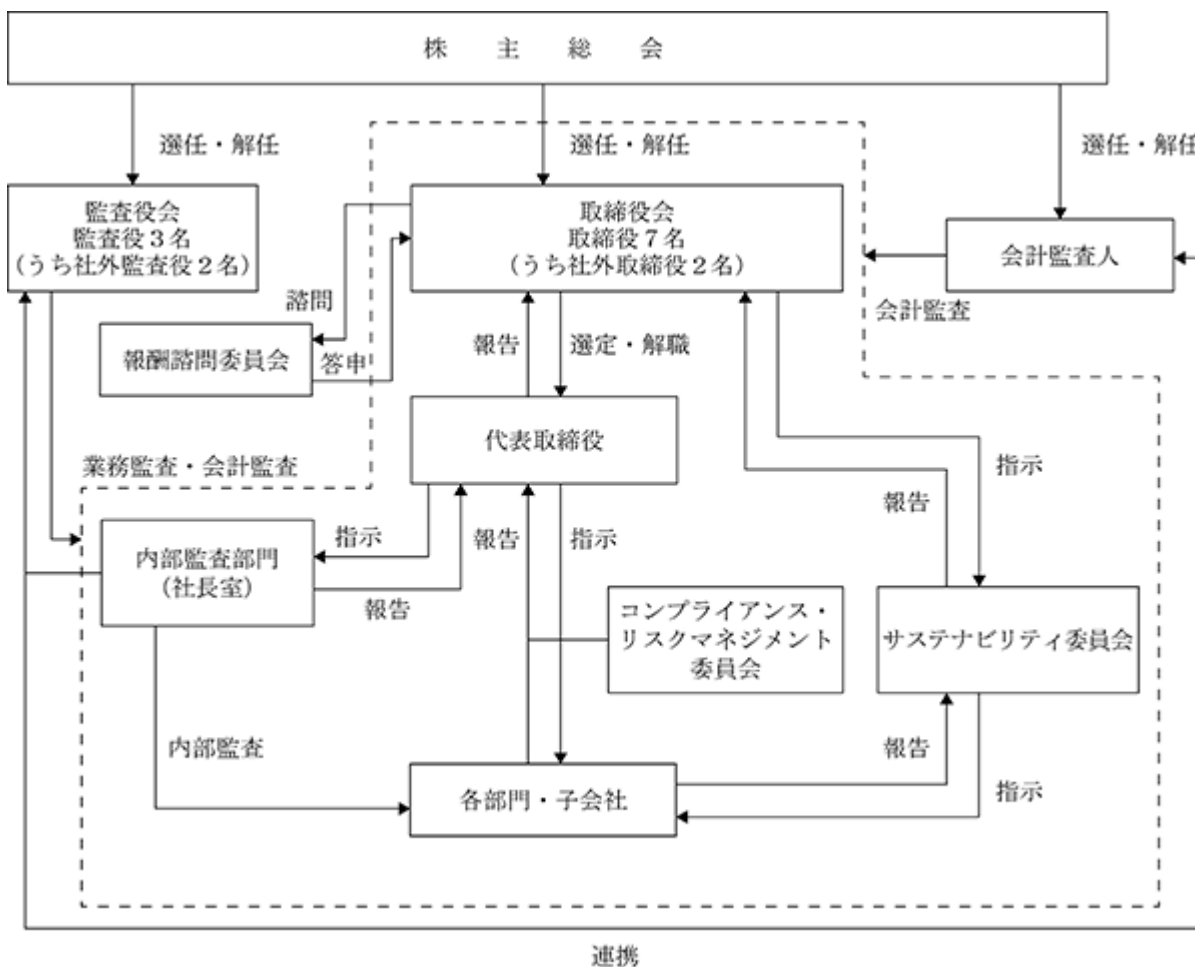 株主総会
選任・解任
選任・解任
選任・解任
監査役会
監査役３名
（うち社外監査役２名）
取締役会
取締役７名
（うち社外取締役２名）
会計監査人
諮問
会計監査
報酬諮問委員会
答申
報告
選定・解職
代表取締役
業務監査・会計監査
指示
報告
内部監査部門
（社長室）
指示
報告
指示
報告
コンプライアンス・
リスクマネジメント
委員会
サステナビリティ委員会
内部監査
報告
各部門・子会社
指示
連携